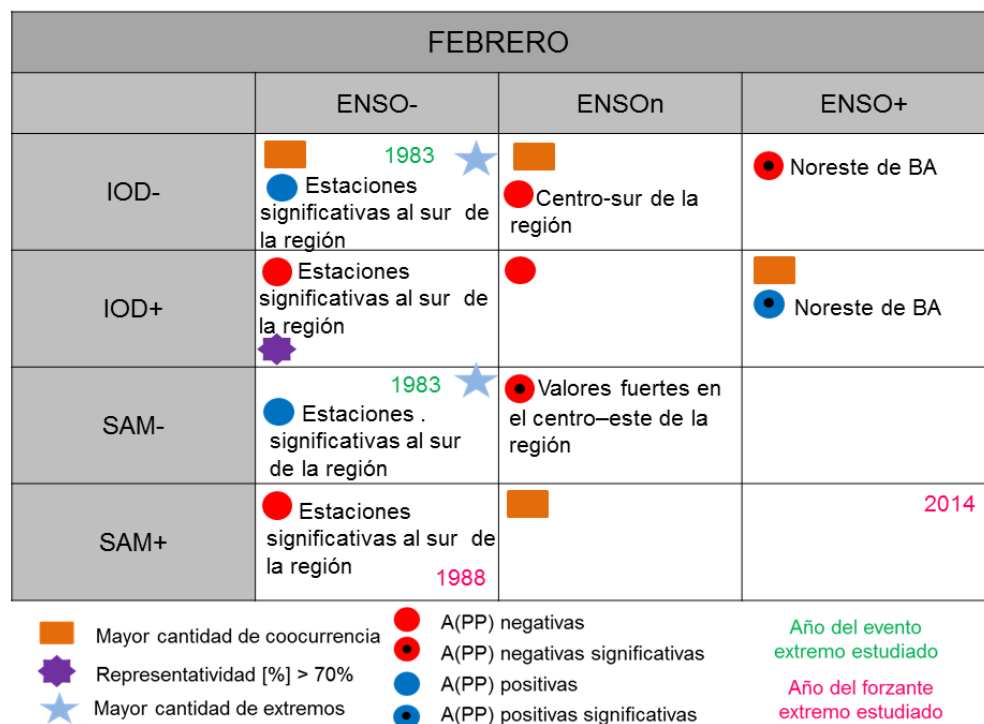 FEBRERO
ENSO-
ENSOn
ENSO+
IOD-
1983
Estaciones
significativas al sur de
la región
Centro-sur de la
región
Noreste de BA
IOD+
Estaciones
significativas al sur de
la región
Noreste de BA
SAM-
1983
Estaciones .
significativas al sur
de la región
Valores fuertes en
el centro–este de la
región
SAM+
Estaciones
significativas al sur de
la región
1988
2014
Mayor cantidad de coocurrencia
Representatividad [%] > 70%
Mayor cantidad de extremos
A(PP) negativas
A(PP) negativas significativas
A(PP) positivas
A(PP) positivas significativas
Año del evento
extremo estudiado
Año del forzante
extremo estudiado